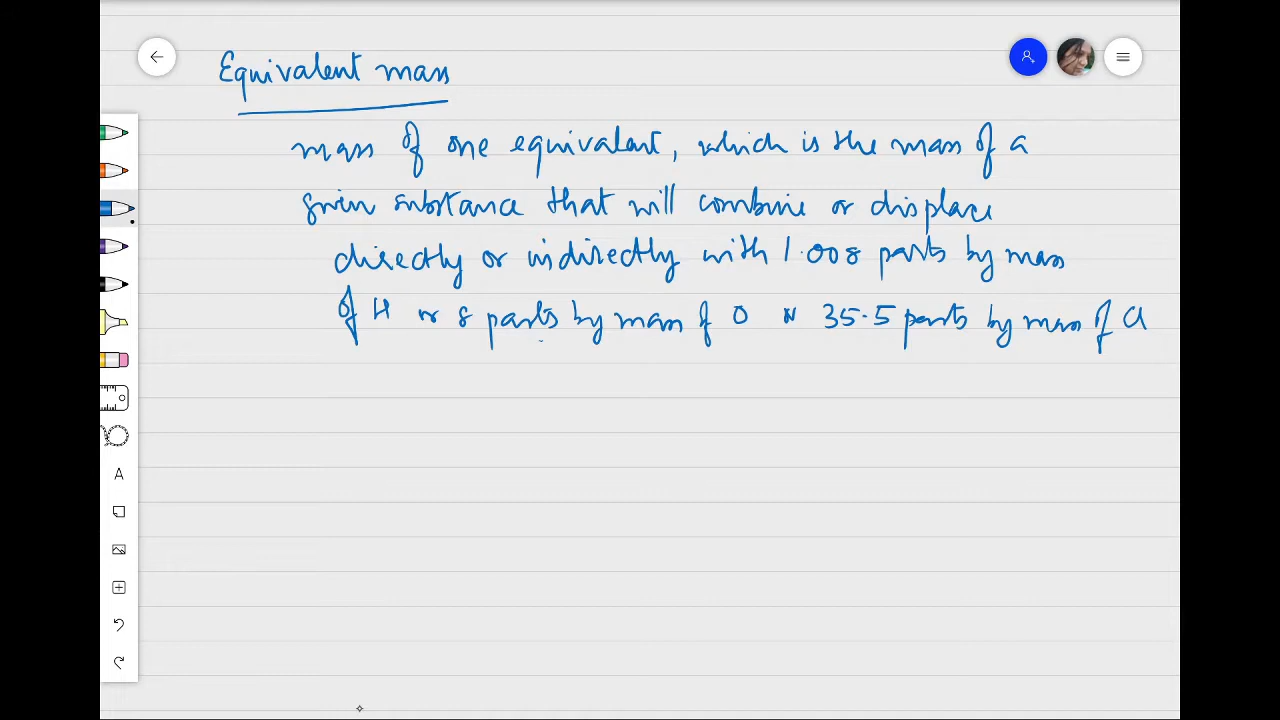 Equivalent mass
mass of one equivalent, which is the mass of a
given substance that will combine or displace
directly or indirectly with 1.008 parts by mass
of H or 8 parts by mass of O or 35.5 parts by mass of Cl
A